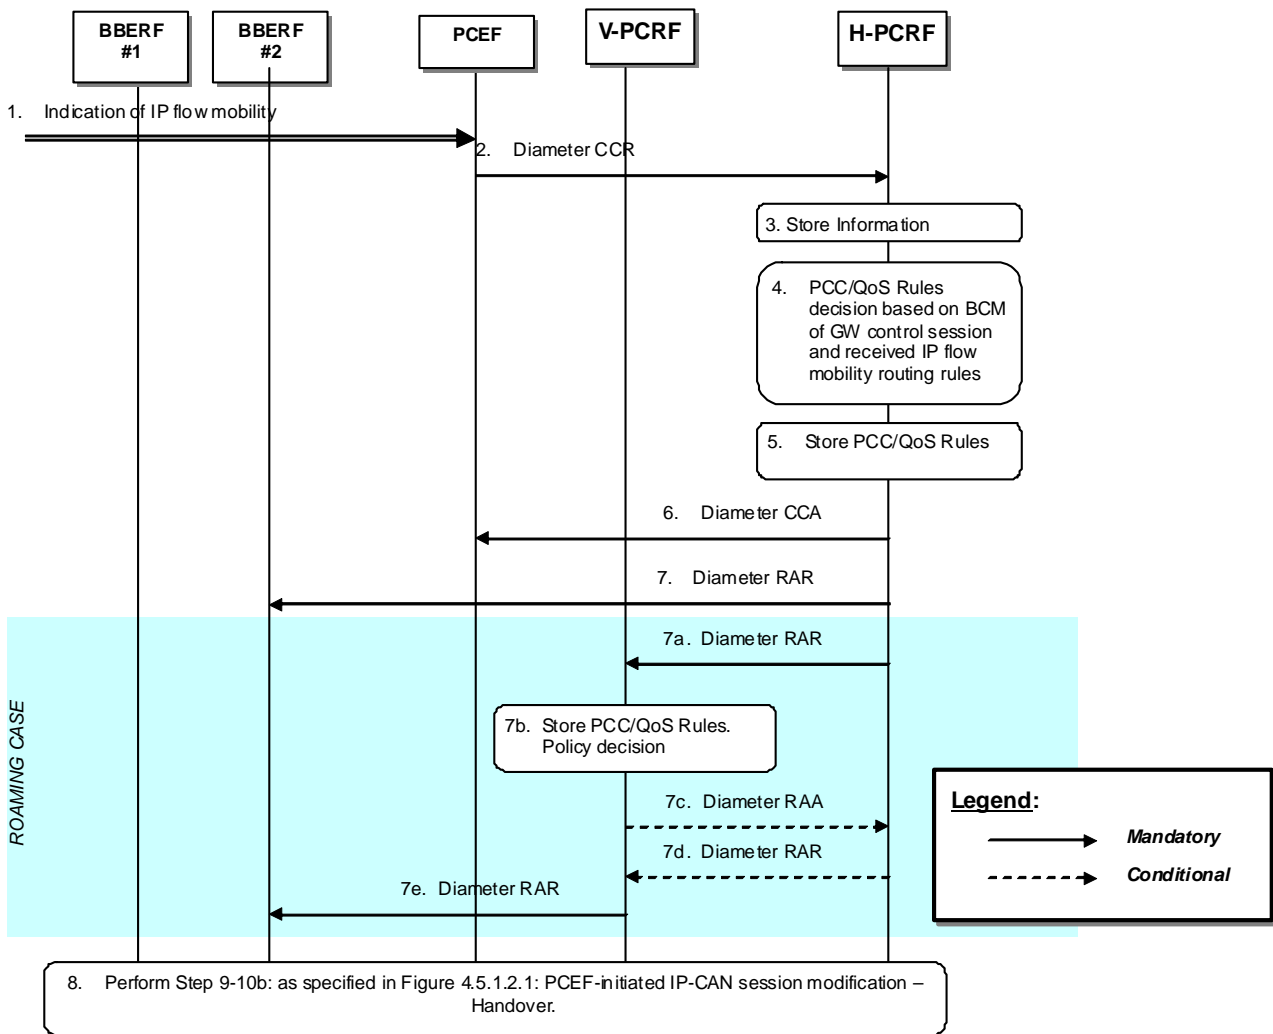 BBERF
#1
BBERF
#2
PCEF
V-PCRF
H-PCRF
1. Indication of IP flow mobility
2. Diameter CCR
3. Store Information
4. PCC/QoS Rules
decision based on BCM
of GW control session
and received IP flow
mobility routing rules
5. Store PCC/QoS Rules
6. Diameter CCA
7. Diameter RAR
7a. Diameter RAR
ROAMING CASE
7b. Store PCC/QoS Rules.
Policy decision
7c. Diameter RAA
7d. Diameter RAR
7e. Diameter RAR
Legend:
Mandatory
Conditional
8. Perform Step 9-10b: as specified in Figure 4.5.1.2.1: PCEF-initiated IP-CAN session modification –
Handover.